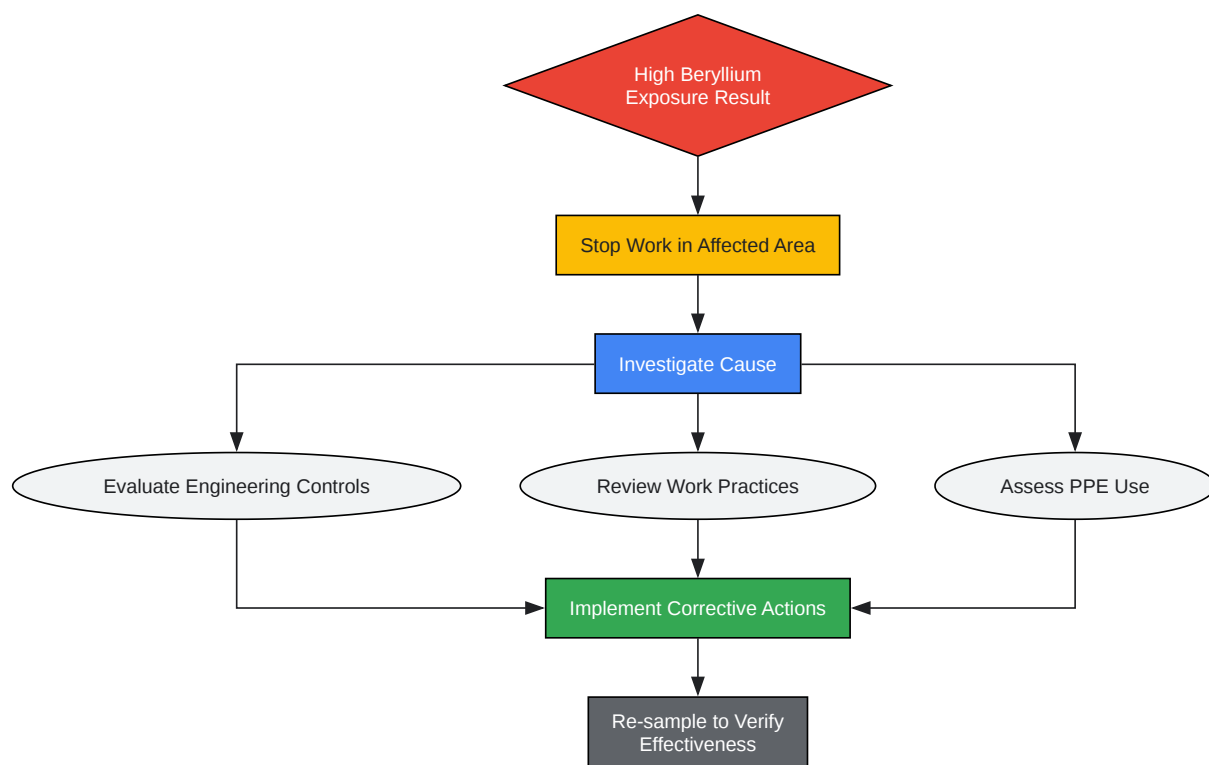 High Beryllium
Exposure Result
Stop Work in Affected Area
Investigate Cause
Evaluate Engineering Controls
Review Work Practices
Assess PPE Use
Implement Corrective Actions
Re-sample to Verify
Effectiveness